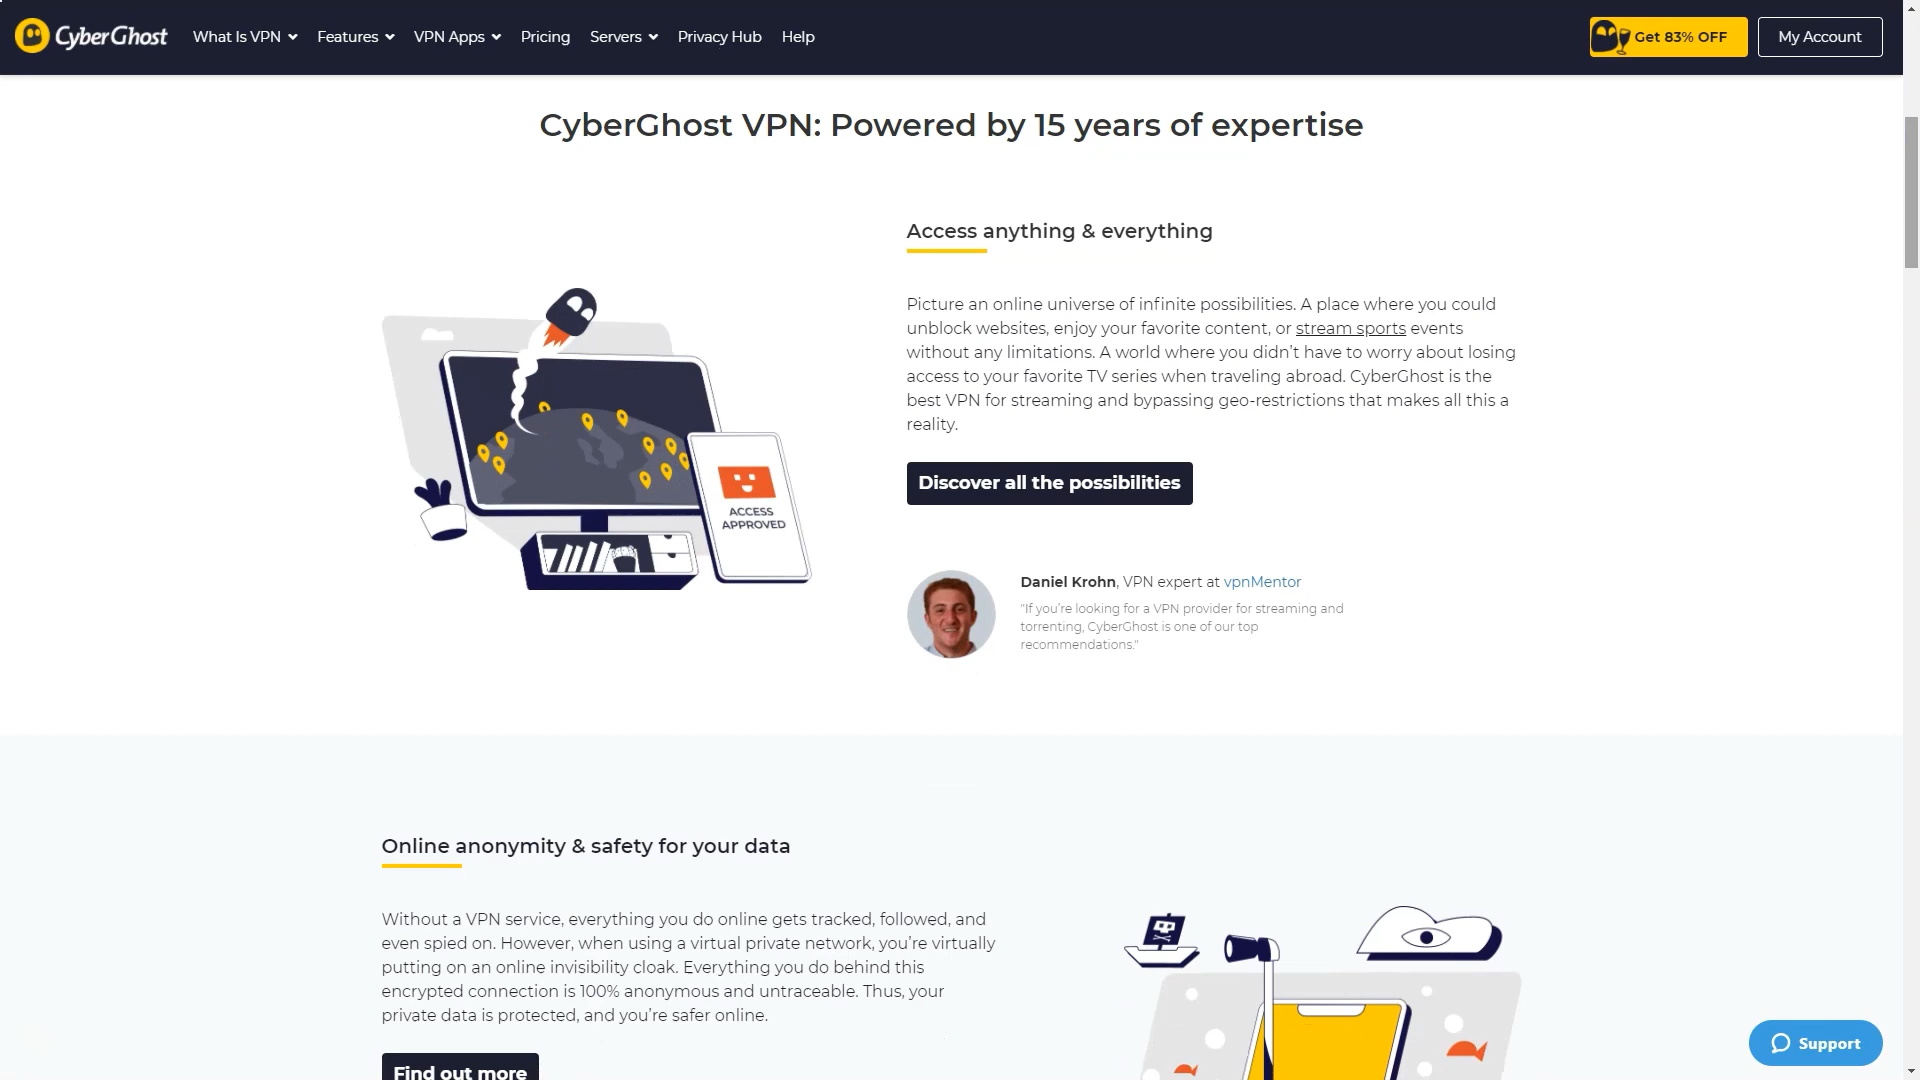 CyberGhost
What Is VPN
Features
VPN Apps
Pricing
Servers
Privacy Hub
Help
Get 83% OFF
My Account
CyberGhost VPN: Powered by 15 years of expertise
Access anything & everything
Picture an online universe of infinite possibilities. A place where you could
unblock websites, enjoy your favorite content, or stream sports events
without any limitations. A world where you didn’t have to worry about losing
access to your favorite TV series when traveling abroad. CyberGhost is the
best VPN for streaming and bypassing geo-restrictions that makes all this a
reality.
Discover all the possibilities
ACCESS
APPROVED
Daniel Krohn, VPN expert at vpnMentor
"If you’re looking for a VPN provider for streaming and
torrenting, CyberGhost is one of our top
recommendations."
Online anonymity & safety for your data
Without a VPN service, everything you do online gets tracked, followed, and
even spied on. However, when using a virtual private network, you’re virtually
putting on an online invisibility cloak. Everything you do behind this
encrypted connection is 100% anonymous and untraceable. Thus, your
private data is protected, and you’re safer online.
Find out more
Support